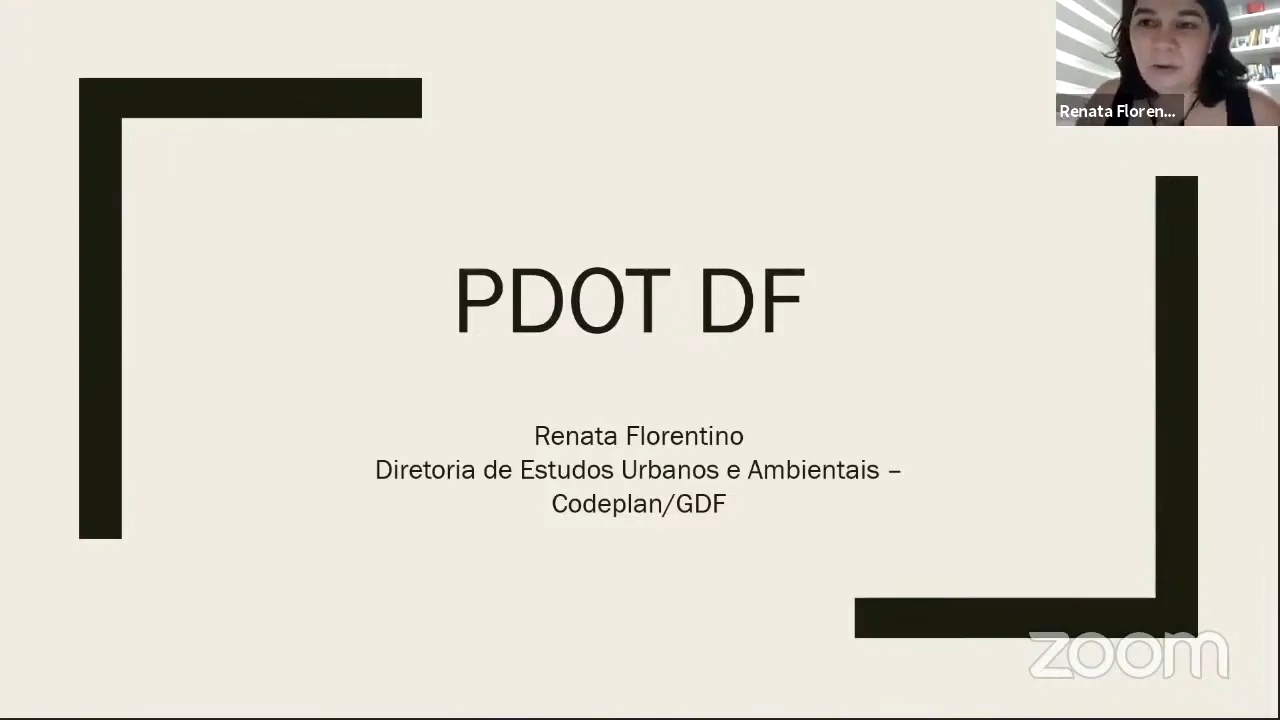 Renata Floren...
PDOT DF
Renata Florentino
Diretoria de Estudos Urbanos e Ambientais –
Codeplan/GDF
zoom